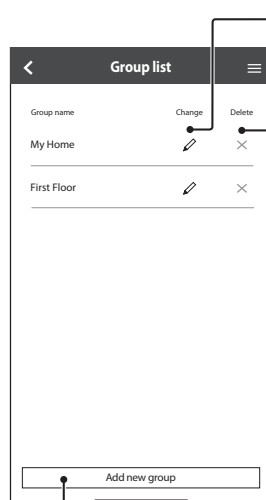 Group list
Group name Change Delete
My Home
First Floor
Add new group